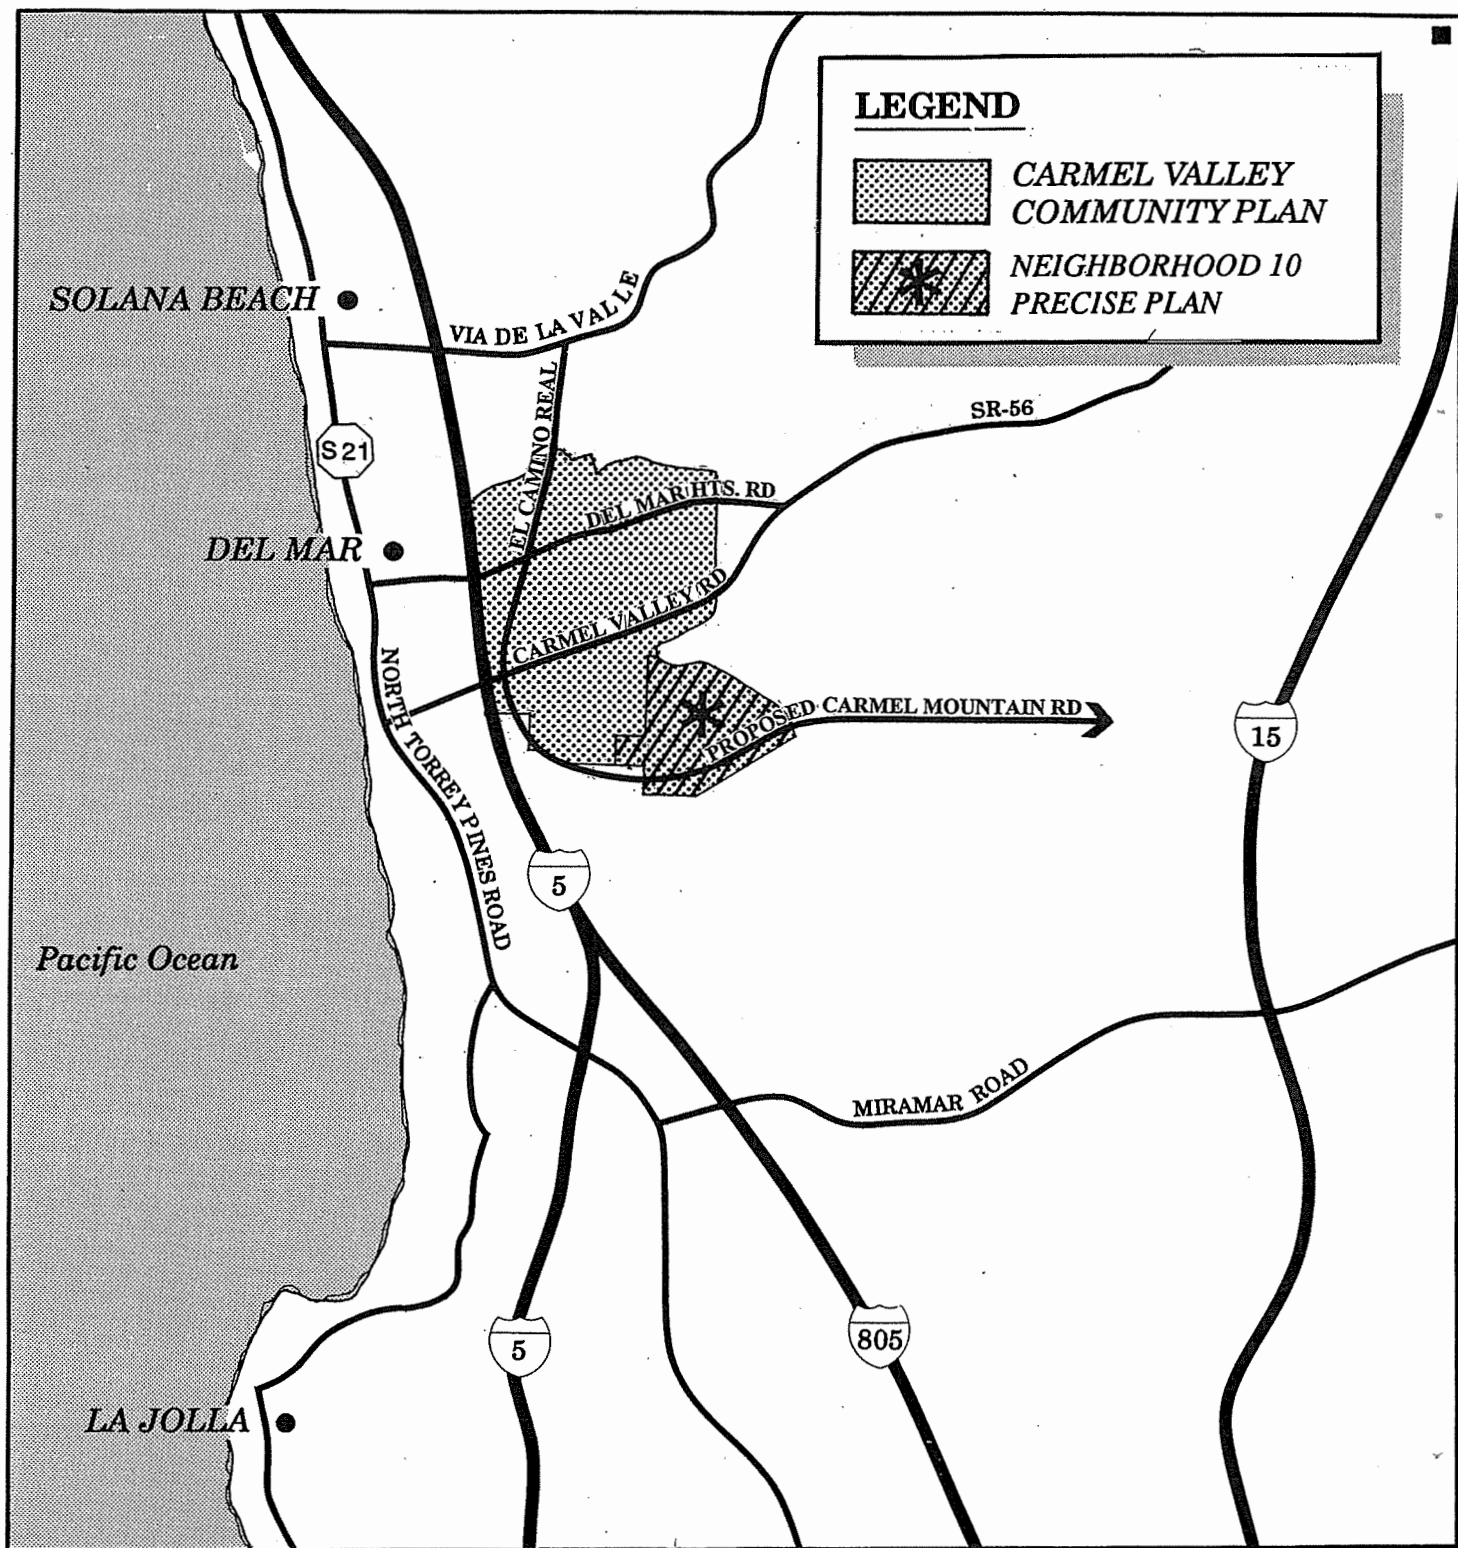 LEGEND
CARMEL VALLEY
COMMUNITY PLAN
NEIGHBORHOOD 10
PRECISE PLAN
SOLANA BEACH
VIA DE LA VALLE
EL CAMINO REAL
SR-56
S 21
DEL MAR HTS. RD
DEL MAR
CARMEL VALLEY RD
NORTH TORREY PINES ROAD
PROPOSED CARMEL MOUNTAIN RD
15
5
Pacific Ocean
MIRAMAR ROAD
5
805
LA JOLLA